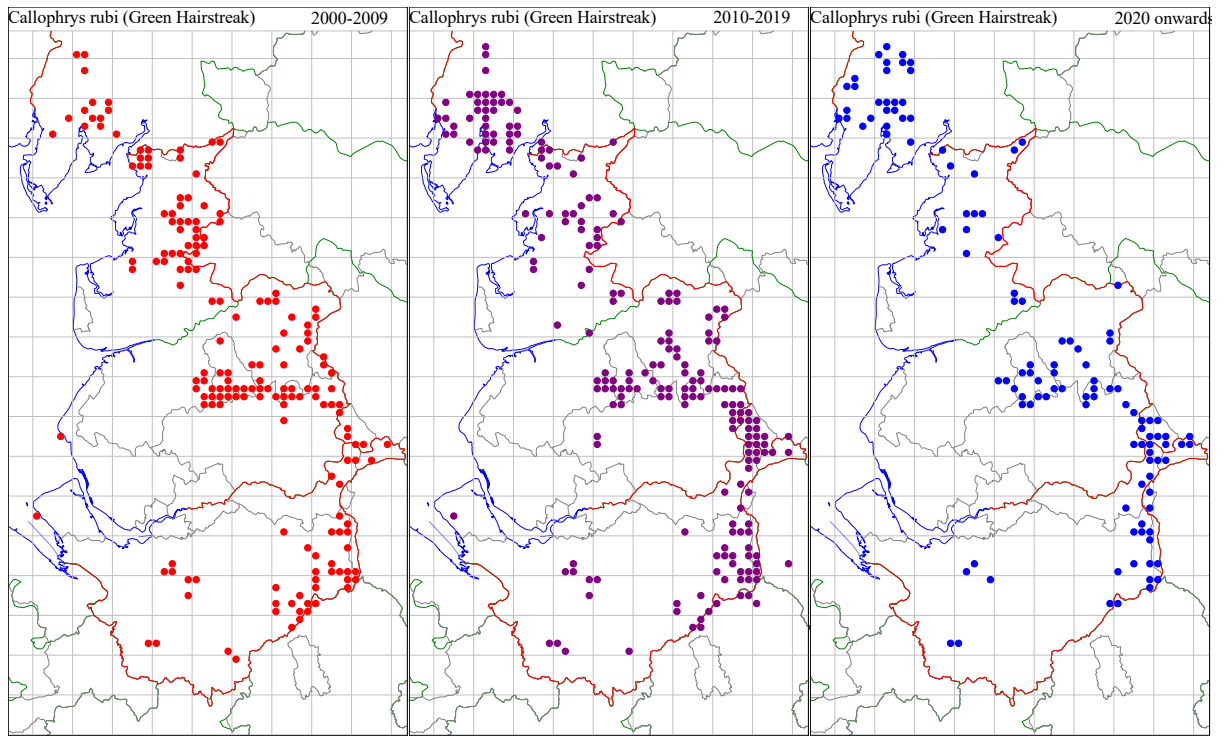 Callophrys rubi (Green Hairstreak) 2000-2009
Callophrys rubi (Green Hairstreak) 2010-2019
Callophrys rubi (Green Hairstreak) 2020 onwards